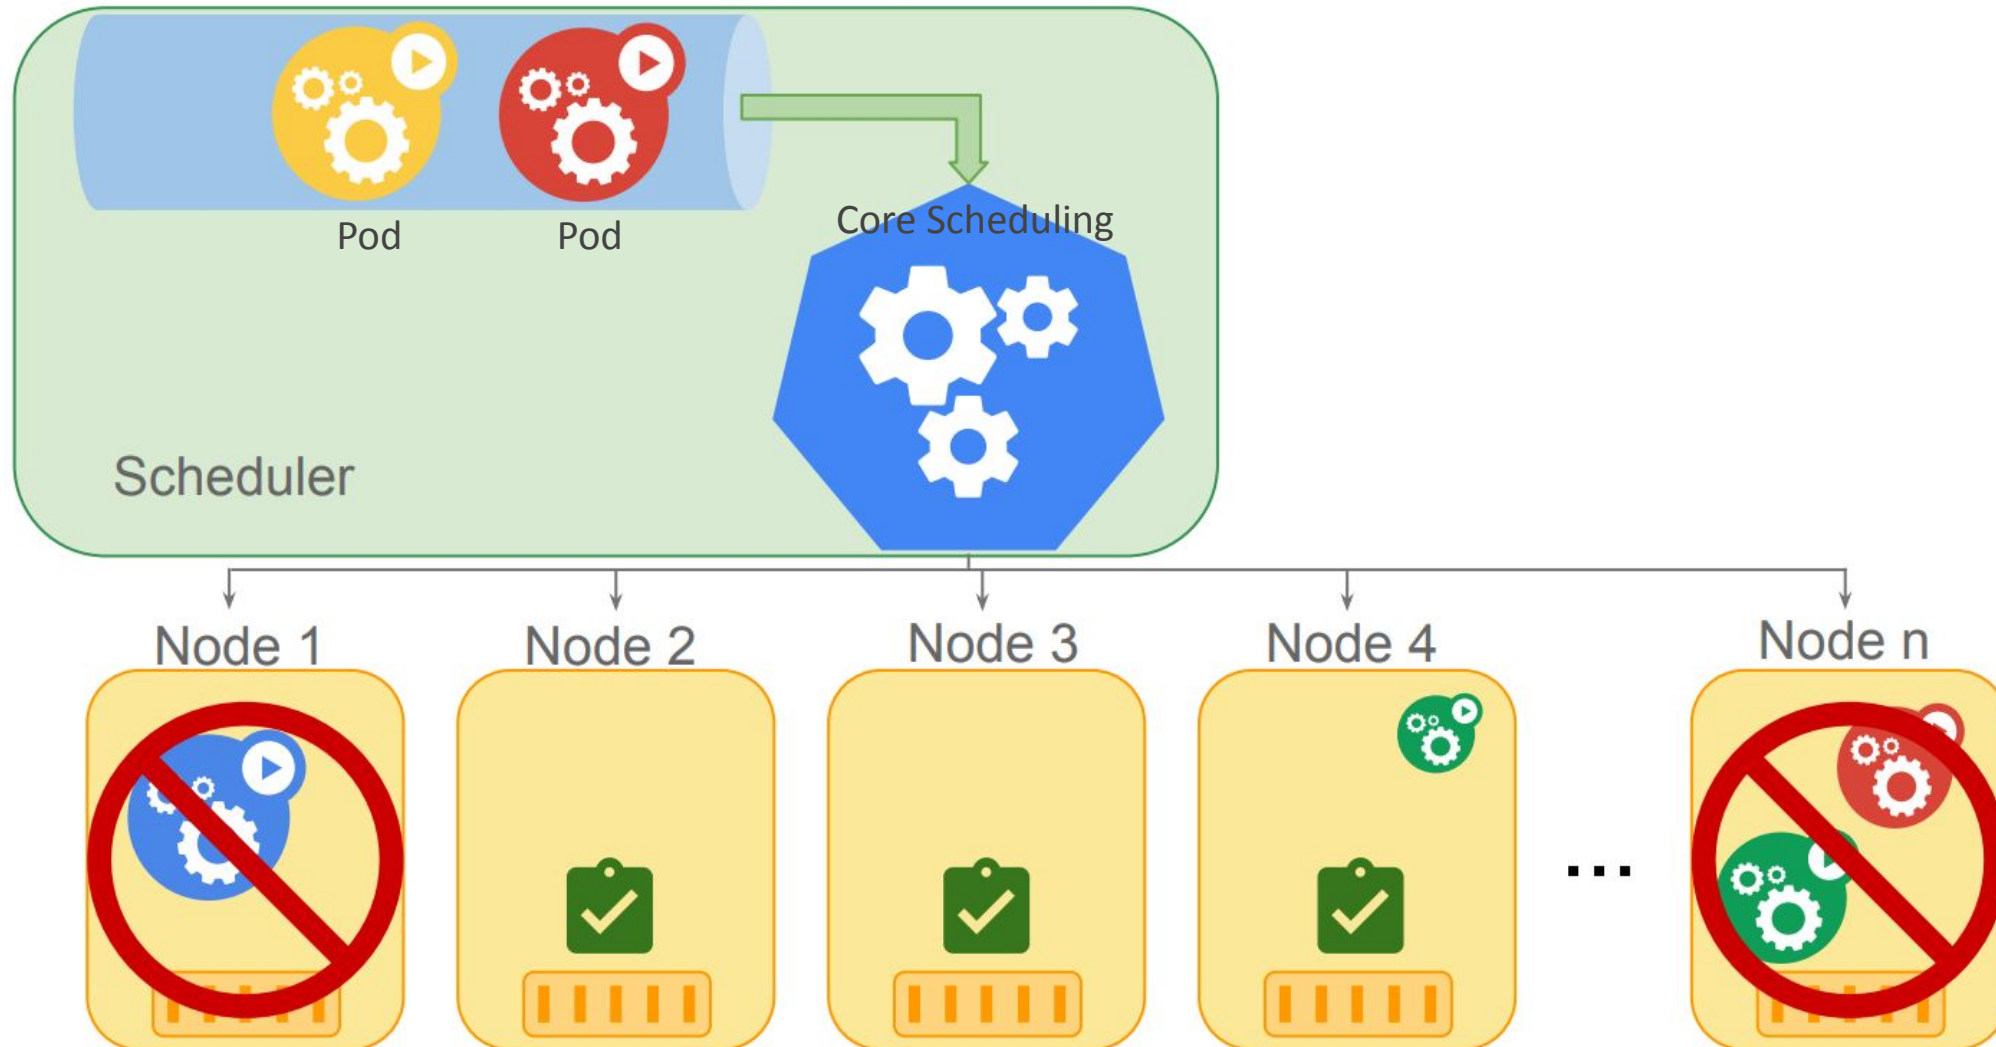 Pod
Pod
Core Scheduling
Scheduler
Node 1
Node 2
Node 3
Node 4
Node n
...